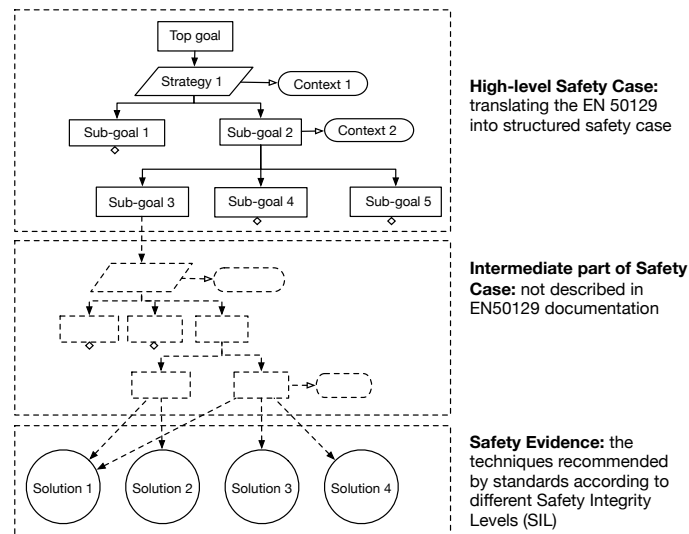 Top goal
Strategy 1
Context 1
Sub-goal 1
Sub-goal 2
Context 2
Sub-goal 3
Sub-goal 4
Sub-goal 5
High-level Safety Case:
translating the EN 50129
into structured safety case
Intermediate part of Safety
Case: not described in
EN50129 documentation
Solution 1
Solution 2
Solution 3
Solution 4
Safety Evidence: the
techniques recommended
by standards according to
different Safety Integrity
Levels (SIL)